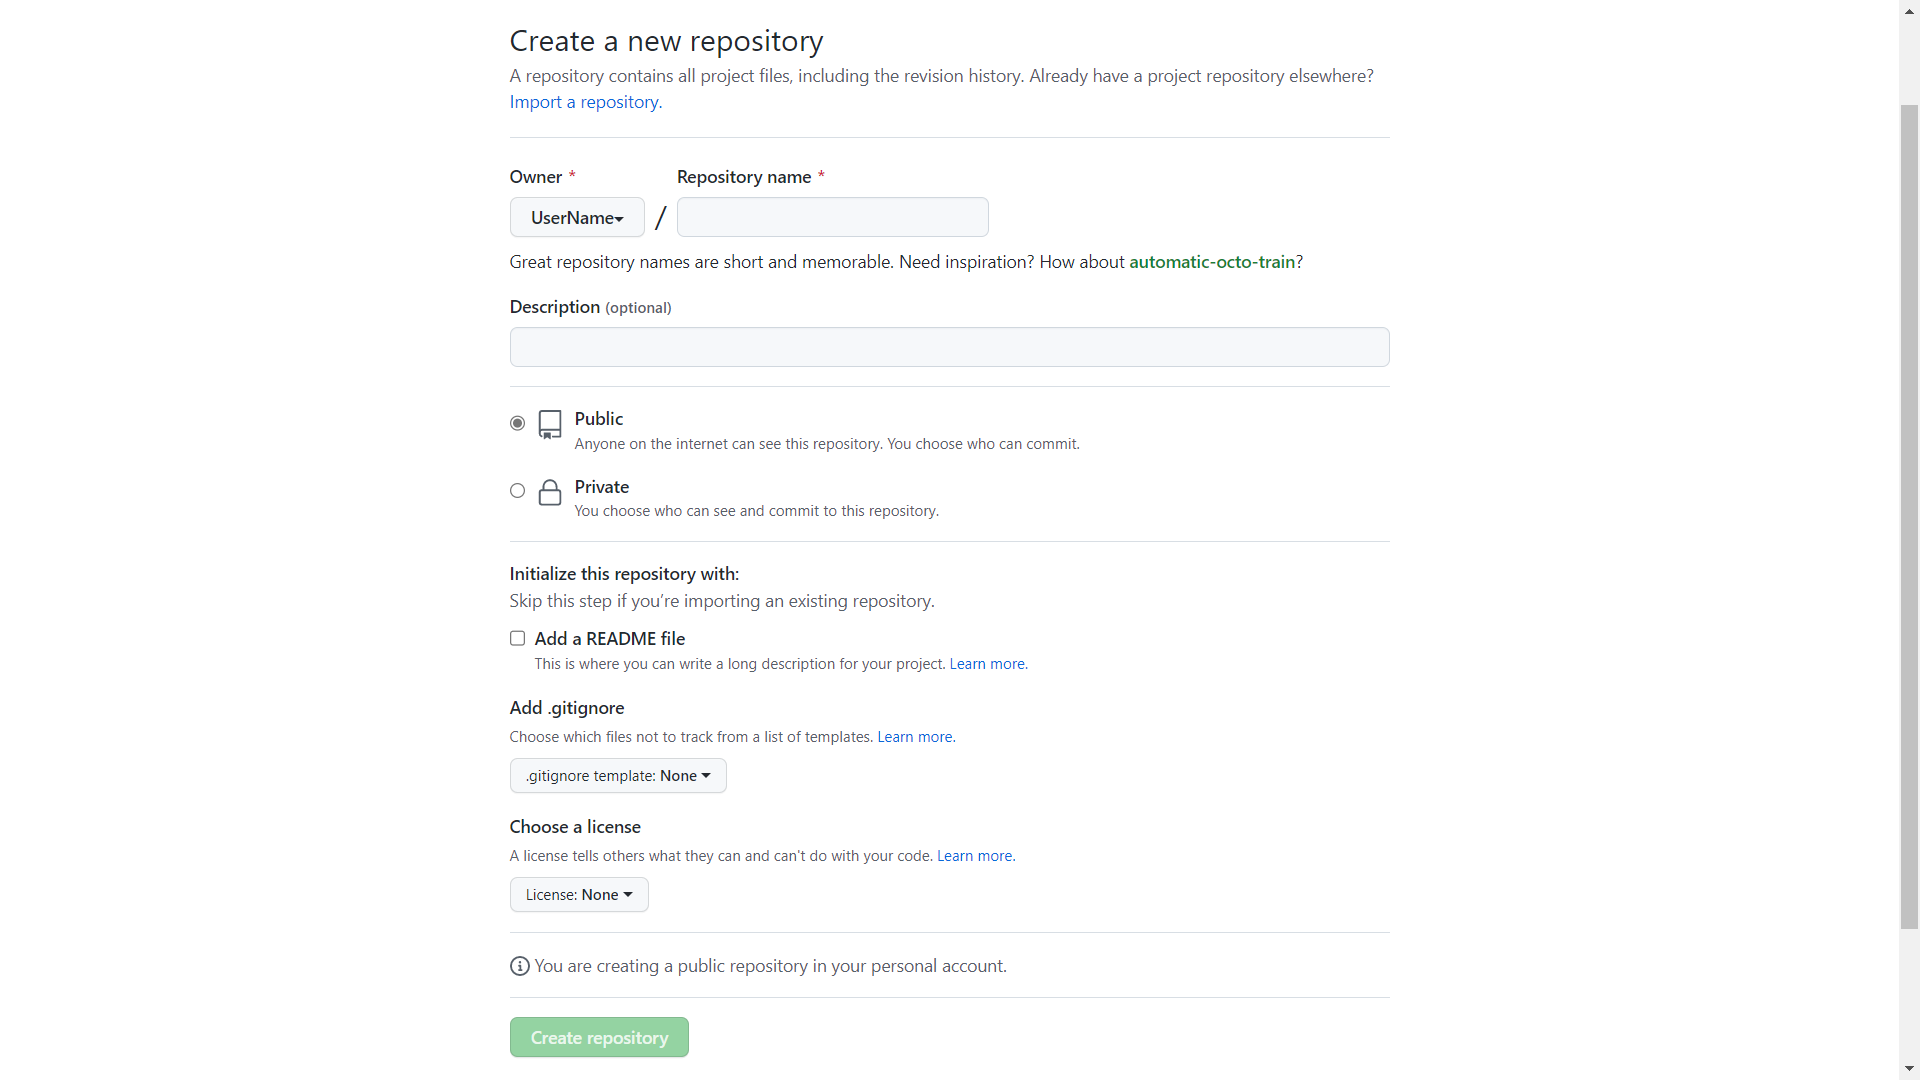 Create a new repository
A repository contains all project files, including the revision history. Already have a project repository elsewhere?
Import a repository.
Owner * Repository name *
UserName /
Great repository names are short and memorable. Need inspiration? How about automatic-octo-train?
Description (optional)
Public
Anyone on the internet can see this repository. You choose who can commit.
Private
You choose who can see and commit to this repository.
Initialize this repository with:
Skip this step if you’re importing an existing repository.
Add a README file
This is where you can write a long description for your project. Learn more.
Add .gitignore
Choose which files not to track from a list of templates. Learn more.
.gitignore template: None
Choose a license
A license tells others what they can and can't do with your code. Learn more.
License: None
You are creating a public repository in your personal account.
Create repository